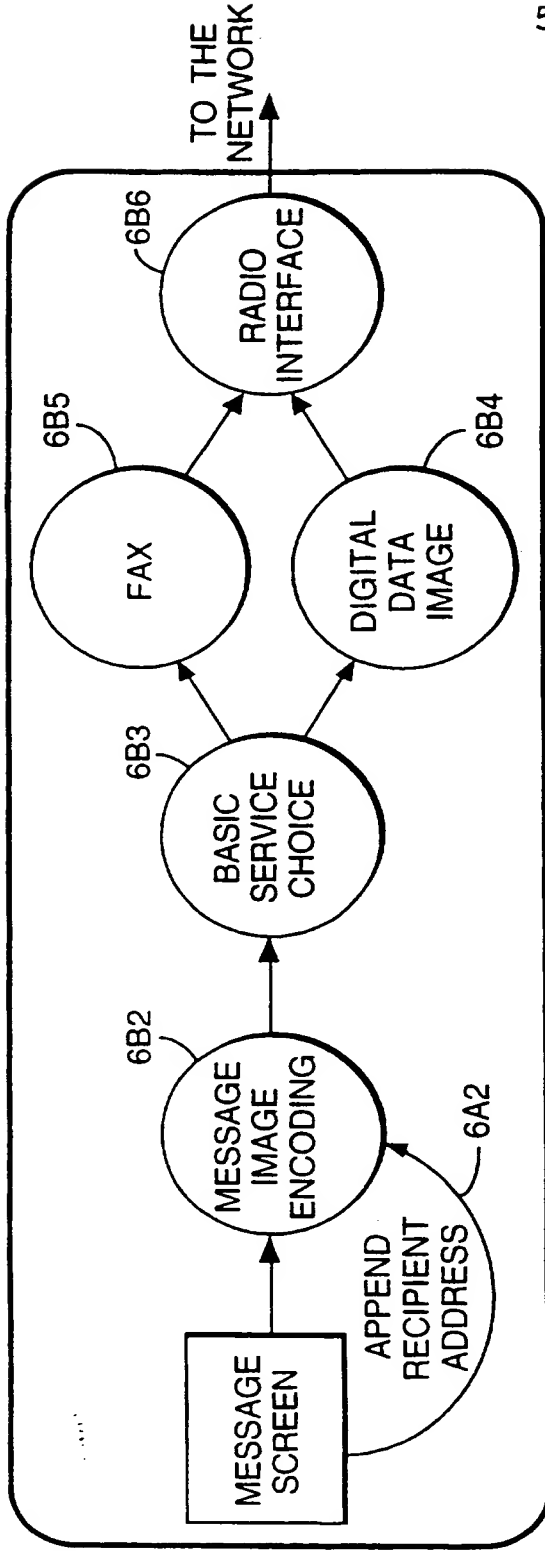 MESSAGE
SCREEN
APPEND
RECIPIENT
ADDRESS
6A2
MESSAGE
IMAGE
ENCODING
6B2
BASIC
SERVICE
CHOICE
6B3
FAX
6B5
DIGITAL
DATA
IMAGE
6B4
RADIO
INTERFACE
6B6
TO THE
NETWORK